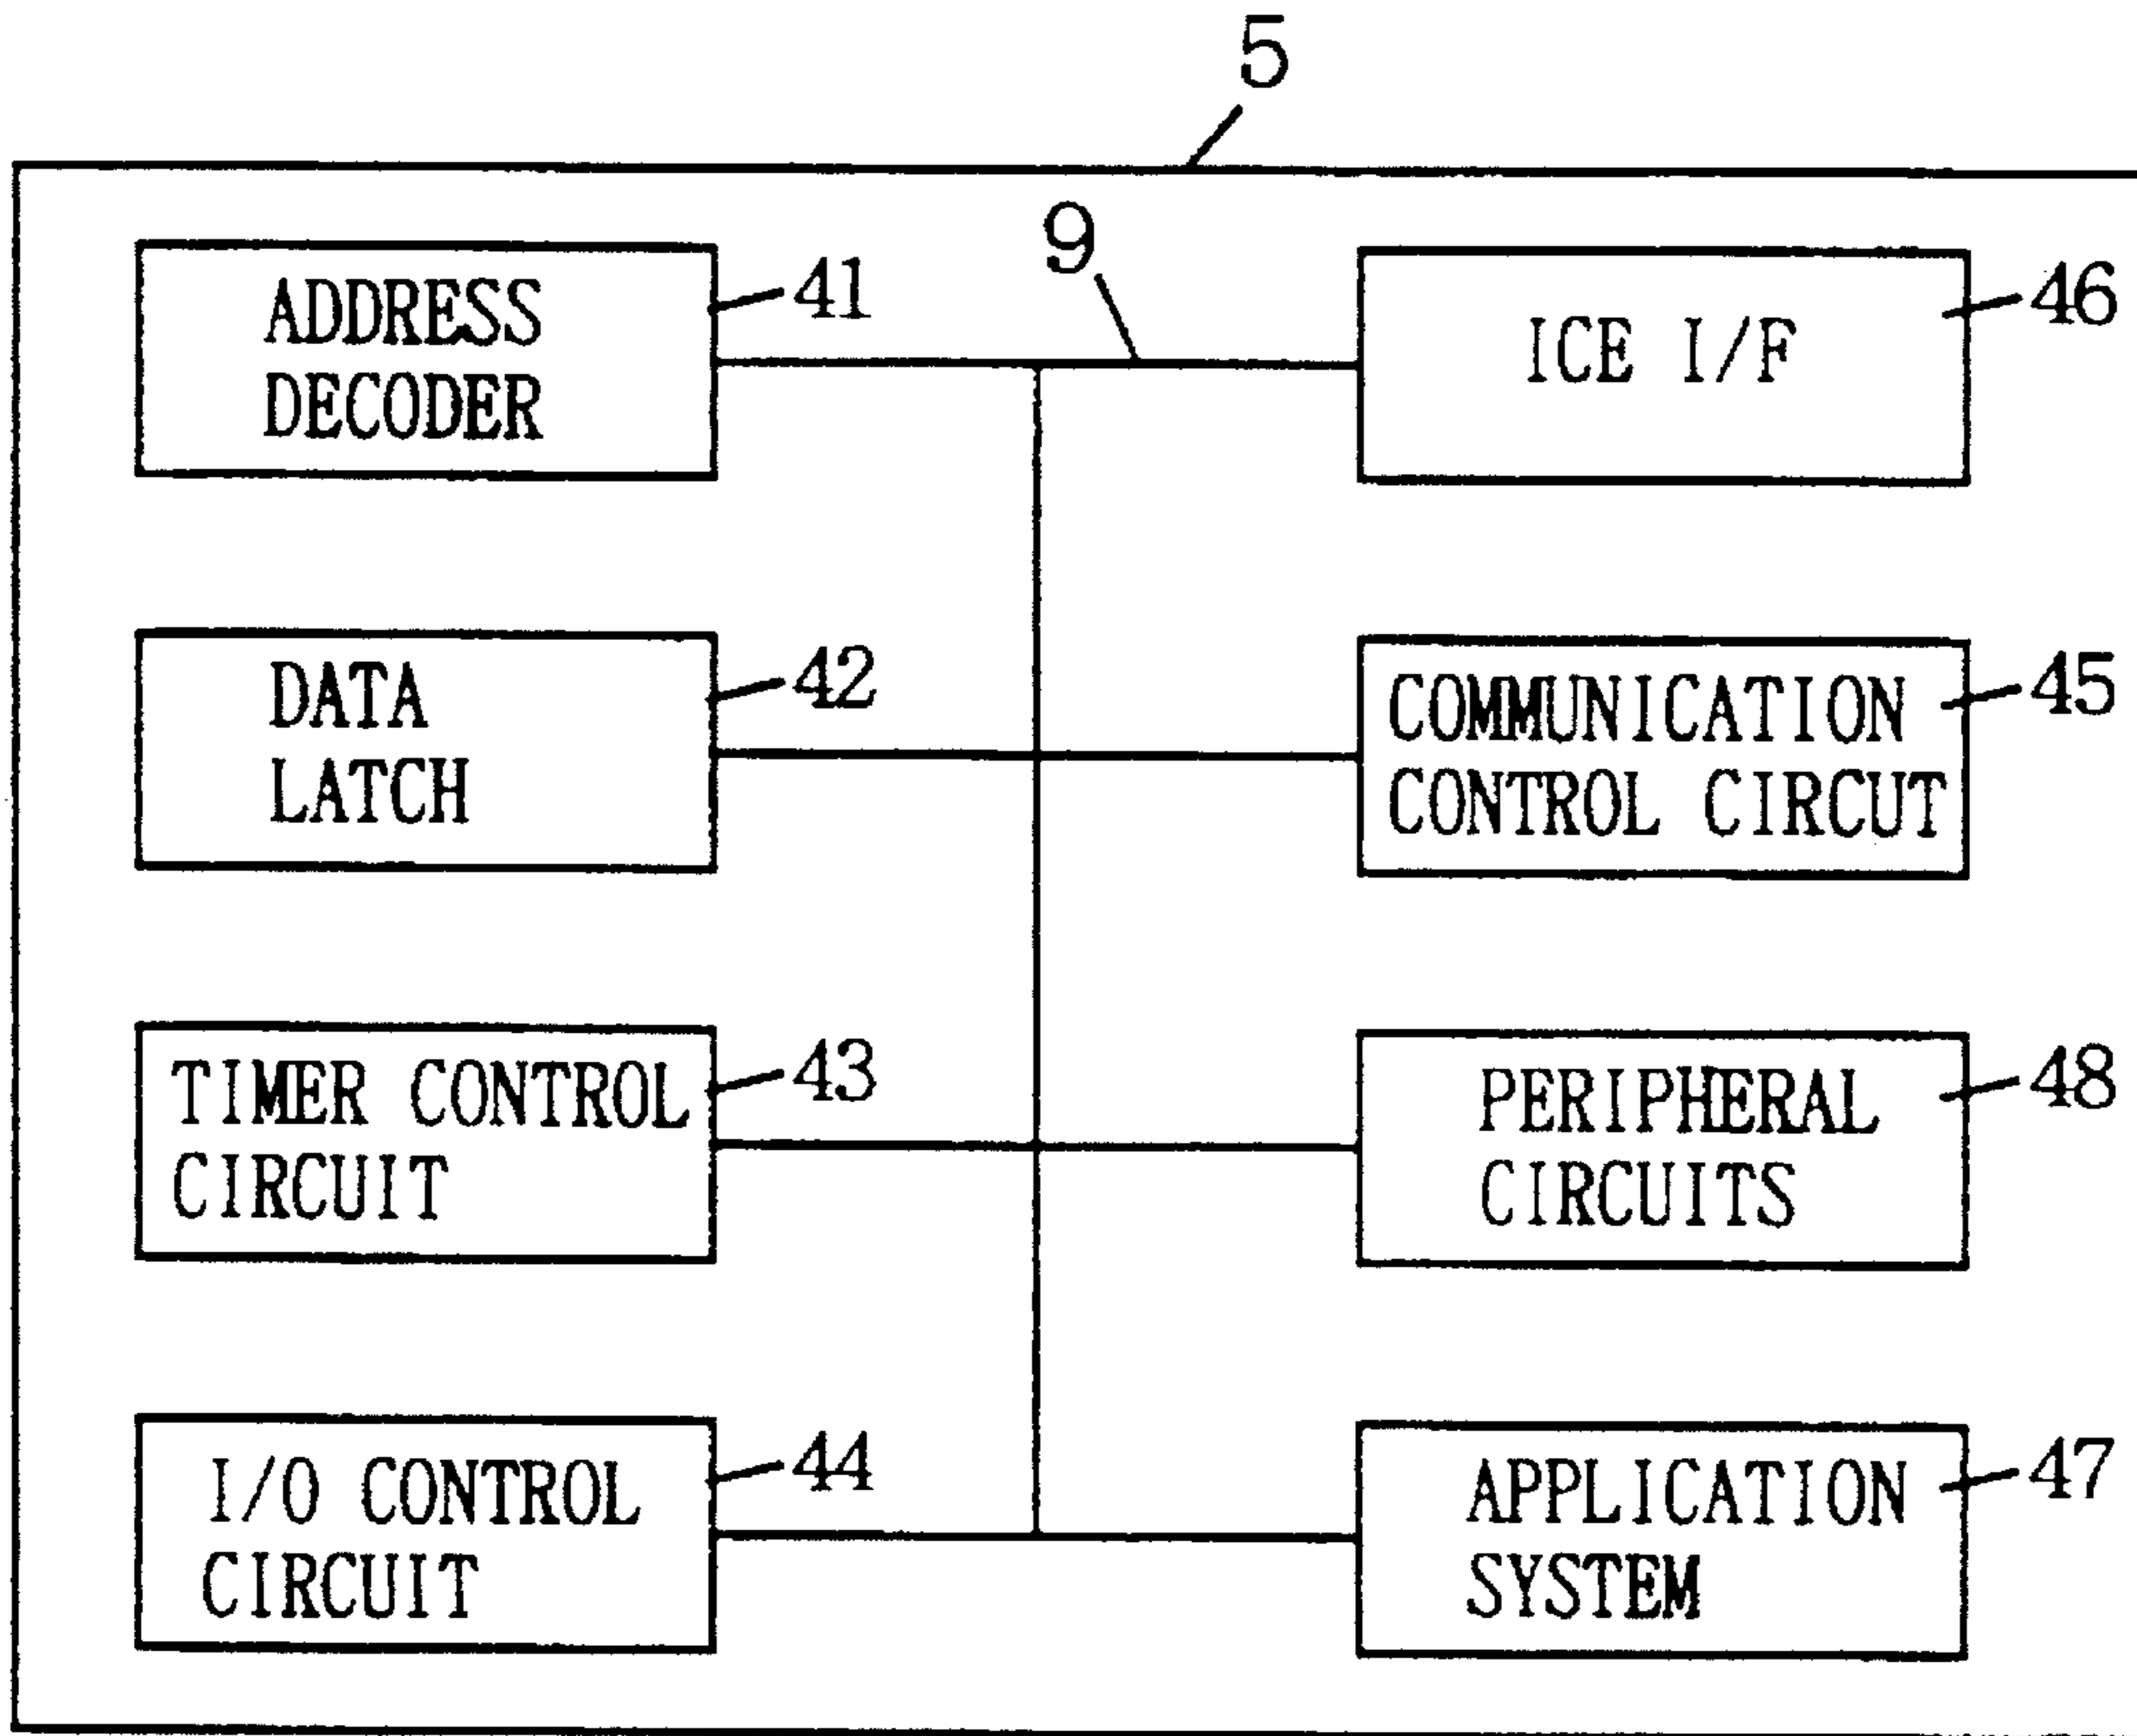 5
9
ADDRESS
DECODER
41
ICE I/F
46
DATA
LATCH
42
COMMUNICATION
CONTROL CIRCUT
45
TIMER CONTROL
CIRCUIT
43
PERIPHERAL
CIRCUITS
48
I/O CONTROL
CIRCUIT
44
APPLICATION
SYSTEM
47